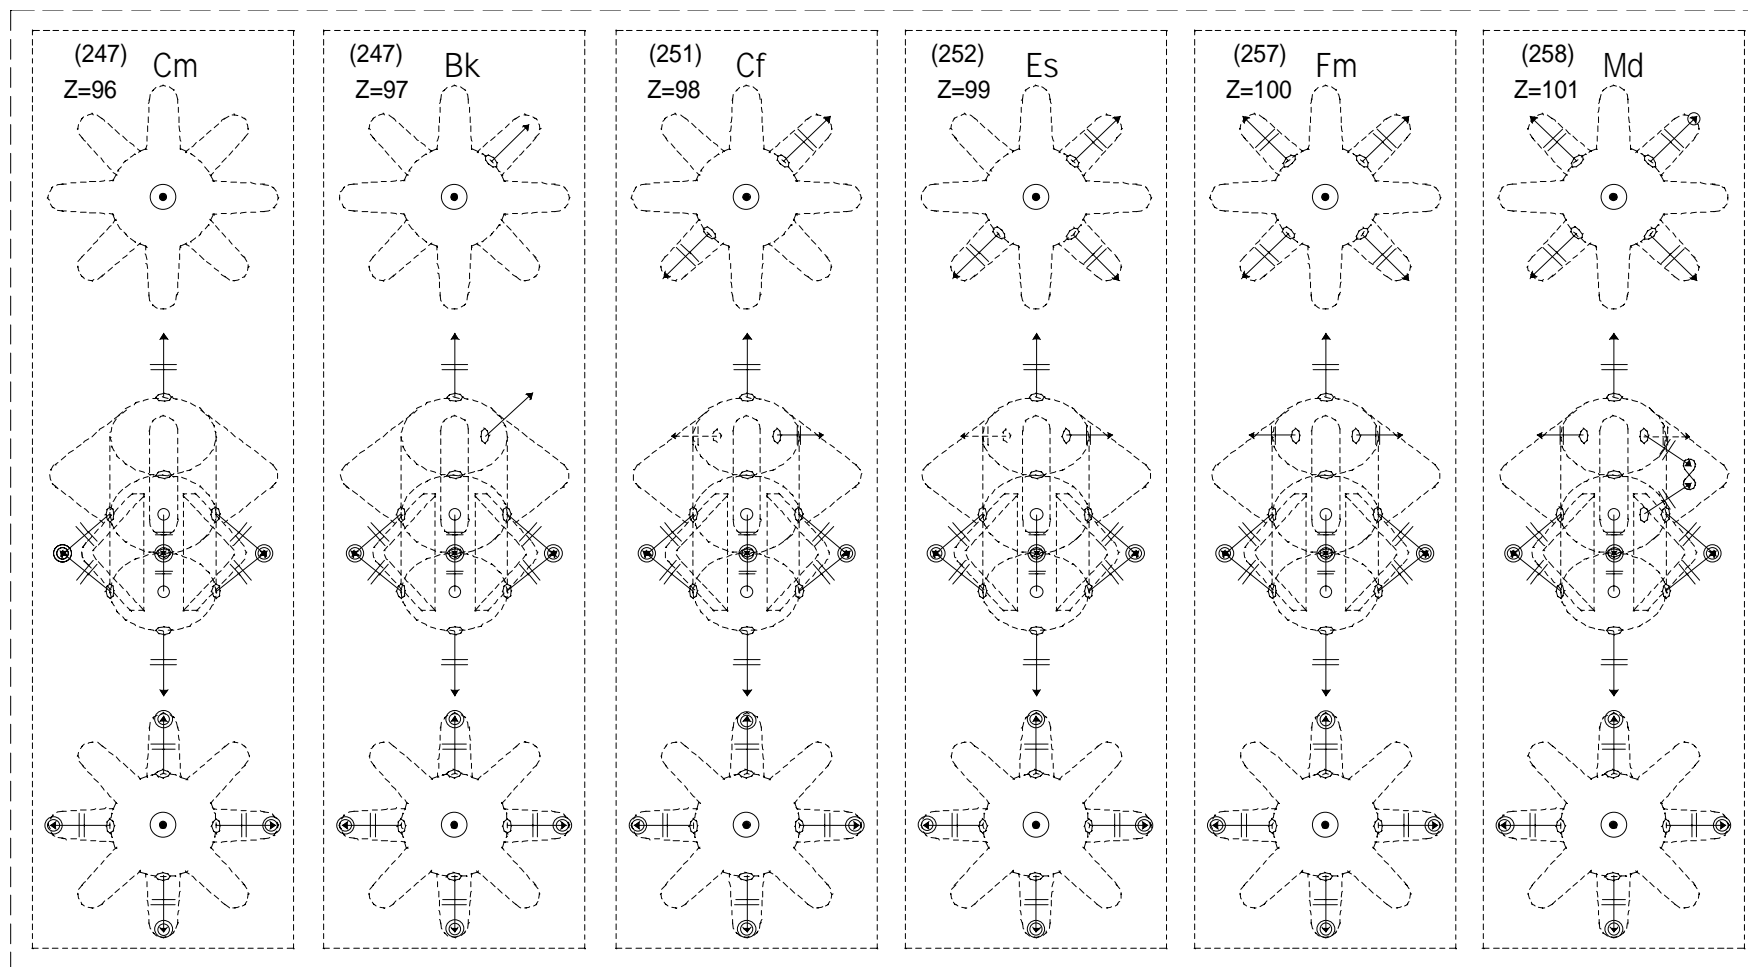 (247) Cm
Z=96
(247) Bk
Z=97
(251) Cf
Z=98
(252) Es
Z=99
(257) Fm
Z=100
(258) Md
Z=101